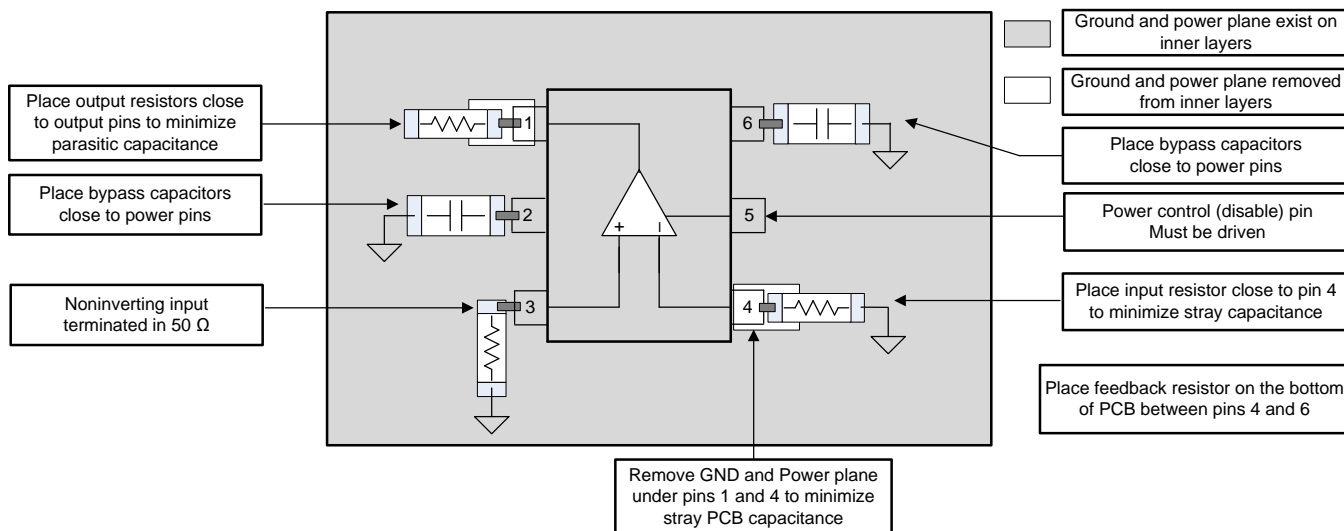 Place output resistors close
to output pins to minimize
parasitic capacitance
Place bypass capacitors
close to power pins
Noninverting input
terminated in 50 Ω
1
2
3
6
5
4
+
–
Ground and power plane exist on
inner layers
Ground and power plane removed
from inner layers
Place bypass capacitors
close to power pins
Power control (disable) pin
Must be driven
Place input resistor close to pin 4
to minimize stray capacitance
Place feedback resistor on the bottom
of PCB between pins 4 and 6
Remove GND and Power plane
under pins 1 and 4 to minimize
stray PCB capacitance